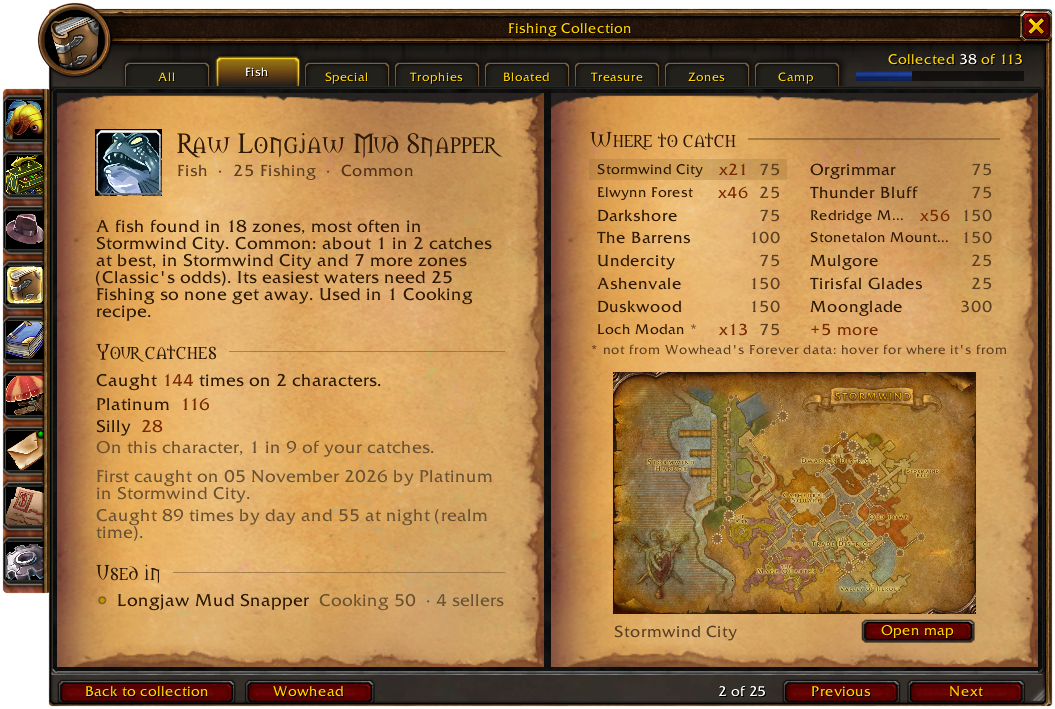 Fishing Collection
Collected 38 of 113
All
Fish
Special
Trophies
Bloated
Treasure
Zones
Camp
Raw Longjaw Mud Snapper
Fish · 25 Fishing · Common
A fish found in 18 zones, most often in
Stormwind City. Common: about 1 in 2 catches
at best, in Stormwind City and 7 more zones
(Classic's odds). Its easiest waters need 25
Fishing so none get away. Used in 1 Cooking
recipe.
Your catches
Caught 144 times on 2 characters.
Platinum 116
Silly 28
On this character, 1 in 9 of your catches.
First caught on 05 November 2026 by Platinum
in Stormwind City.
Caught 89 times by day and 55 at night (realm
time).
Used in
Longjaw Mud Snapper Cooking 50 · 4 sellers
Where to catch
Stormwind City x21 75
Elwynn Forest x46 25
Darkshore 75
The Barrens 100
Undercity 75
Ashenvale 150
Duskwood 150
Loch Modan * x13 75
Orgrimmar 75
Thunder Bluff 75
Redridge M... x56 150
Stonetalon Mount... 150
Mulgore 25
Tirisfal Glades 25
Moonglade 300
+5 more
* not from Wowhead's Forever data: hover for where it's from
STORMWIND
Stormwind City
Open map
Back to collection
Wowhead
2 of 25
Previous
Next